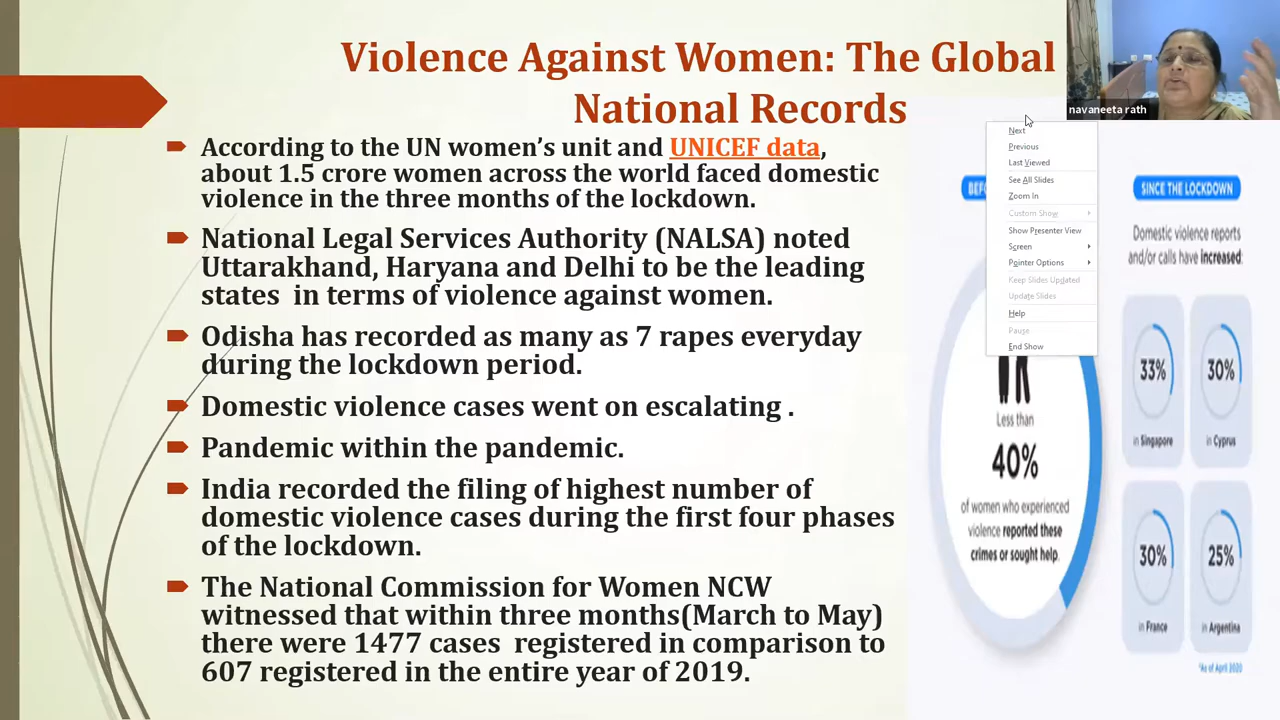 Violence Against Women: The Global
National Records
According to the UN women's unit and UNICEF data,
about 1.5 crore women across the world faced domestic
violence in the three months of the lockdown.
National Legal Services Authority (NALSA) noted
Uttarakhand, Haryana and Delhi to be the leading
states in terms of violence against women.
Odisha has recorded as many as 7 rapes everyday
during the lockdown period.
Domestic violence cases went on escalating .
Pandemic within the pandemic.
India recorded the filing of highest number of
domestic violence cases during the first four phases
of the lockdown.
The National Commission for Women NCW
witnessed that within three months(March to May)
there were 1477 cases registered in comparison to
607 registered in the entire year of 2019.
navaneeta rath
Next
Previous
Last Viewed
See All Slides
Zoom In
Custom Show
Show Presenter View
Screen
Pointer Options
Keep Slides Updated
Update Slides
Help
Pause
End Show
Less than
40%
of women who experienced
violence reported these
crimes or sought help.
SINCE THE LOCKDOWN
Domestic violence reports
and/or calls have increased:
33%
in Singapore
30%
in Cyprus
30%
in France
25%
in Argentina
*As of April 2020